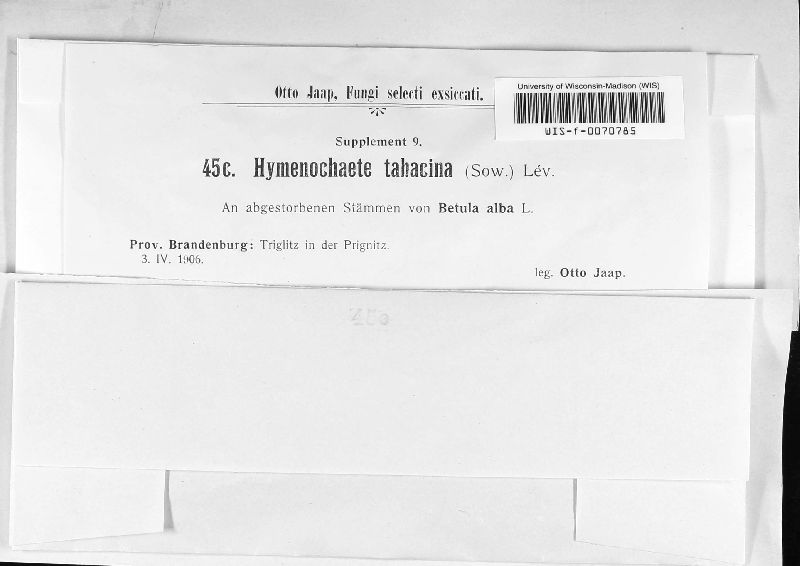 Otto Jaap, Fungi selecti exsiccati.
University of Wisconsin-Madison (WIS)
WIS-f-0070785
Supplement 9.
45c. Hymenochaete tabacina (Sow.) Lév.
An abgestorbenen Stämmen von Betula alba L.
Prov. Brandenburg: Triglitz in der Prignitz.
3. IV. 1906.
leg. Otto Jaap.